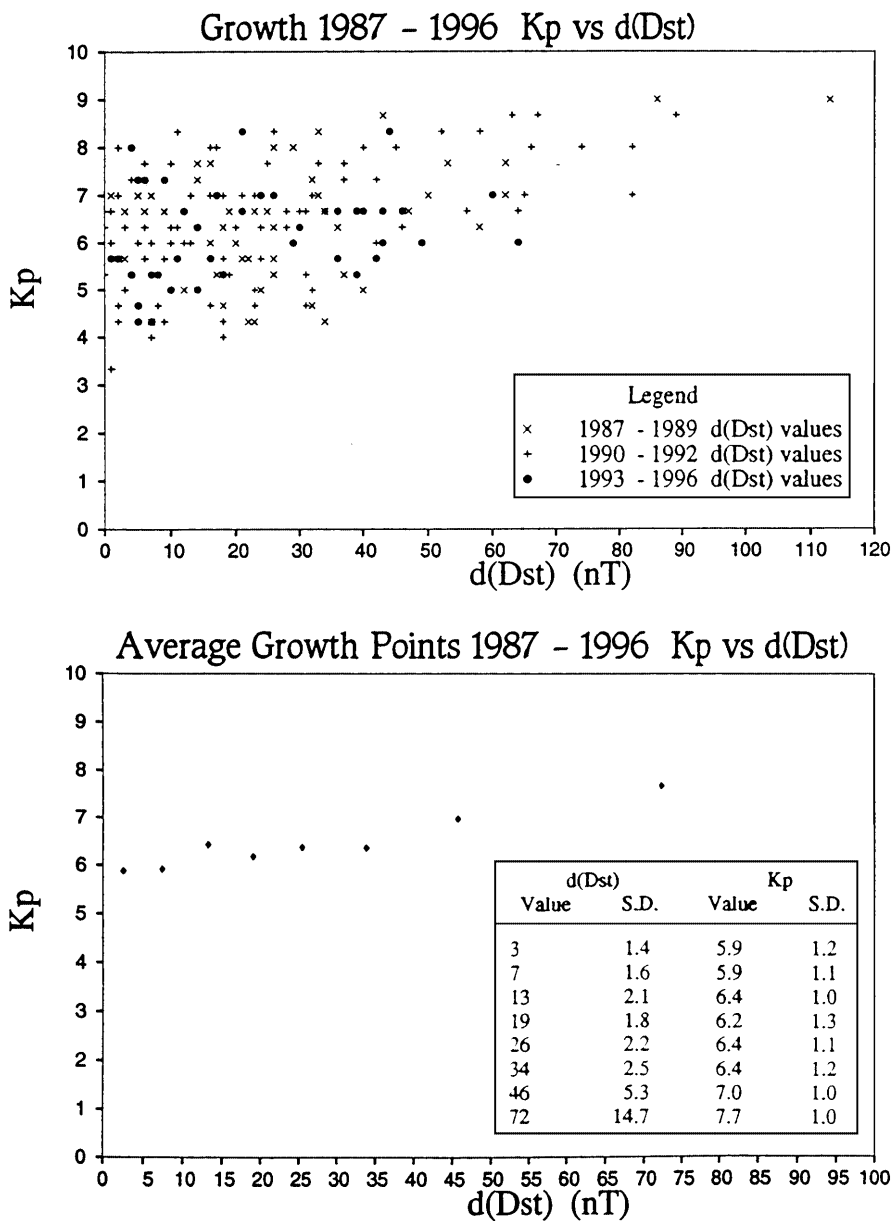 Growth 1987 - 1996 Kp vs d(Dst)
10
9
8
7
6
5
4
3
2
1
0
Kp
Legend
× 1987 - 1989 d(Dst) values
+ 1990 - 1992 d(Dst) values
● 1993 - 1996 d(Dst) values
0 10 20 30 40 50 60 70 80 90 100 110 120
d(Dst) (nT)
Average Growth Points 1987 - 1996 Kp vs d(Dst)
10
9
8
7
6
5
4
3
2
1
0
Kp
d(Dst) Kp
Value S.D. Value S.D.
3 1.4 5.9 1.2
7 1.6 5.9 1.1
13 2.1 6.4 1.0
19 1.8 6.2 1.3
26 2.2 6.4 1.1
34 2.5 6.4 1.2
46 5.3 7.0 1.0
72 14.7 7.7 1.0
0 5 10 15 20 25 30 35 40 45 50 55 60 65 70 75 80 85 90 95 100
d(Dst) (nT)